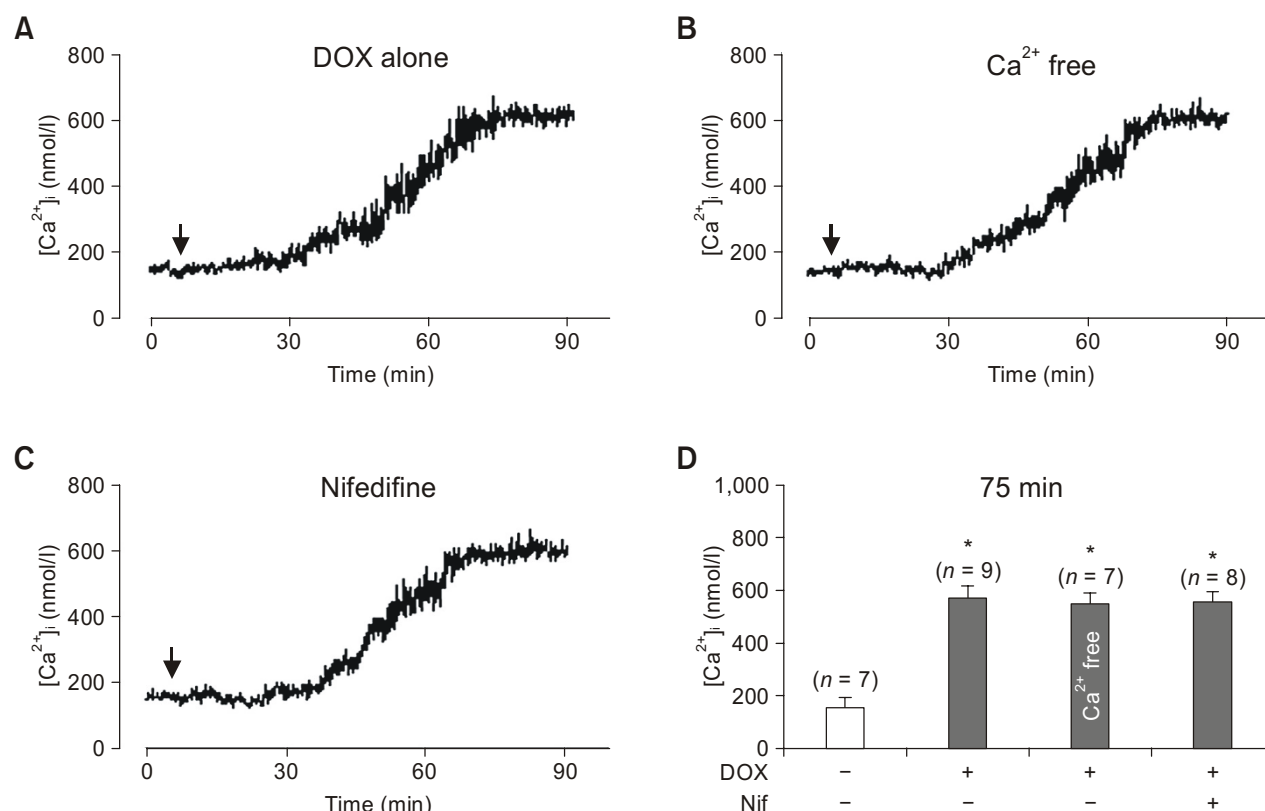 A
DOX alone
800
600
400
200
0
[Ca²⁺]ᵢ (nmol/l)
0 30 60 90
Time (min)
B
Ca²⁺ free
800
600
400
200
0
[Ca²⁺]ᵢ (nmol/l)
0 30 60 90
Time (min)
C
Nifedifine
800
600
400
200
0
[Ca²⁺]ᵢ (nmol/l)
0 30 60 90
Time (min)
D
75 min
1,000
800
600
400
200
0
[Ca²⁺]ᵢ (nmol/l)
(n = 7)
*
(n = 9)
*
(n = 7)
Ca²⁺ free
*
(n = 8)
DOX − + + +
Nif − − − +